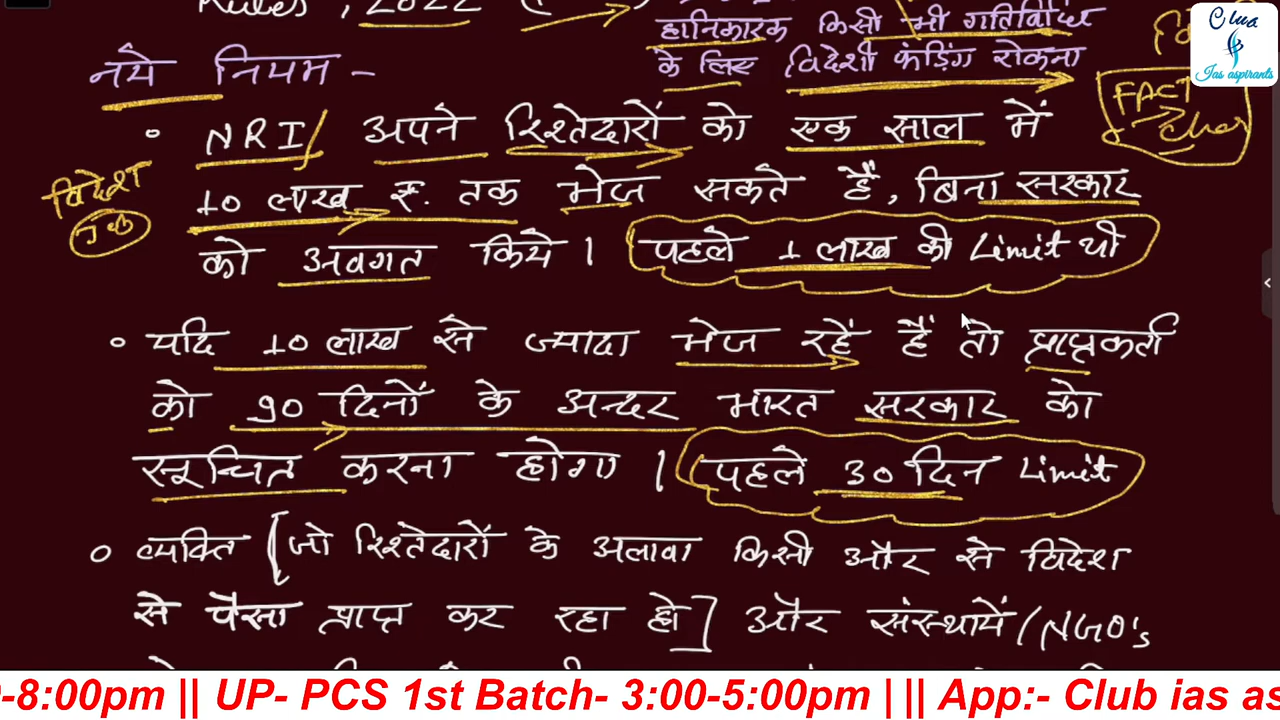 Rules, 2022
हानिकारक किसी भी गतिविधि
के लिए विदेशी फंडिंग रोकना
Club
Ias aspirants
नये नियम -
FACT
• NRI/ अपने रिश्तेदारों को एक साल में
विदेश
10 लाख रु. तक भेज सकते हैं, बिना सरकार
को अवगत किये। पहले 1 लाख की Limit थी
• यदि 10 लाख से ज्यादा भेज रहें हैं तो प्राप्तकर्ता
को 90 दिनों के अन्दर भारत सरकार को
सूचित करना होगा। पहले 30 दिन Limit
० व्यक्ति [जो रिश्तेदारों के अलावा किसी और से विदेश
से पैसा प्राप्त कर रहा हो] और संस्थायें/NGO's
-8:00pm || UP- PCS 1st Batch- 3:00-5:00pm | || App:- Club ias as